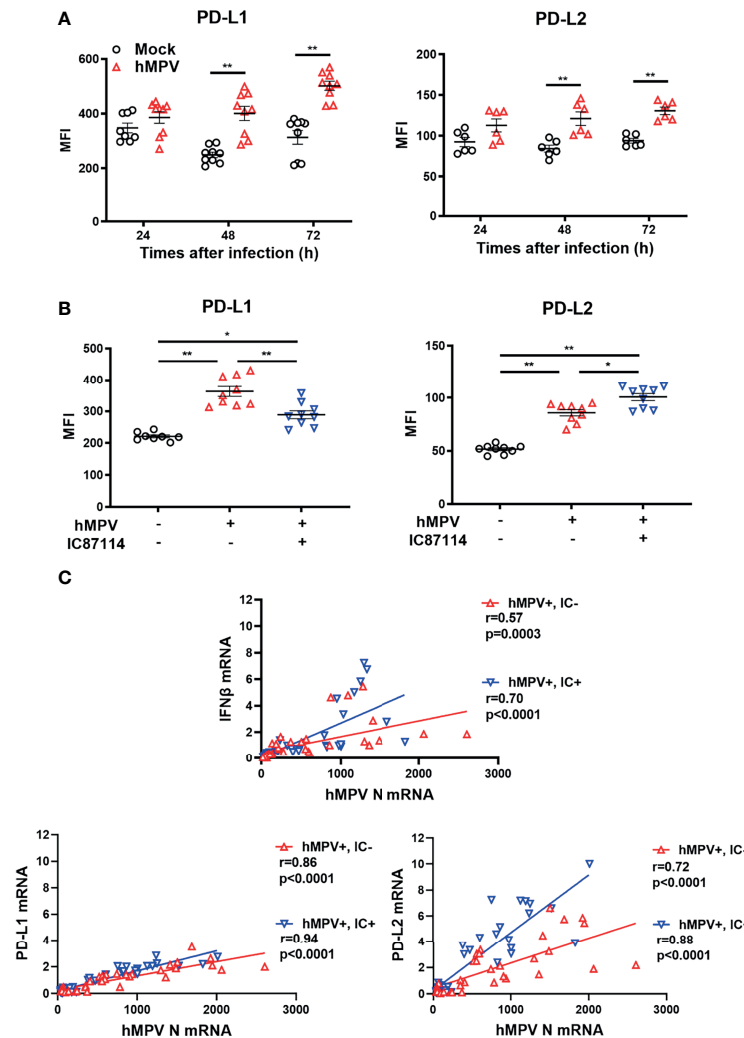 A
PD-L1
PD-L2
Mock
hMPV
**
**
**
**
600
400
200
0
MFI
24
48
72
Times after infection (h)
200
150
100
50
0
MFI
24
48
72
Times after infection (h)
B
PD-L1
PD-L2
*
**
**
**
**
*
500
400
300
200
100
0
MFI
150
100
50
0
MFI
hMPV - + +
IC87114 - - +
hMPV - + +
IC87114 - - +
C
12
10
8
6
4
2
0
IFNβ mRNA
0
1000
2000
3000
hMPV N mRNA
hMPV+, IC-
r=0.57
p=0.0003
hMPV+, IC+
r=0.70
p<0.0001
12
10
8
6
4
2
0
PD-L1 mRNA
0
1000
2000
3000
hMPV N mRNA
hMPV+, IC-
r=0.86
p<0.0001
hMPV+, IC+
r=0.94
p<0.0001
12
10
8
6
4
2
0
PD-L2 mRNA
0
1000
2000
3000
hMPV N mRNA
hMPV+, IC-
r=0.72
p<0.0001
hMPV+, IC
r=0.88
p<0.0001